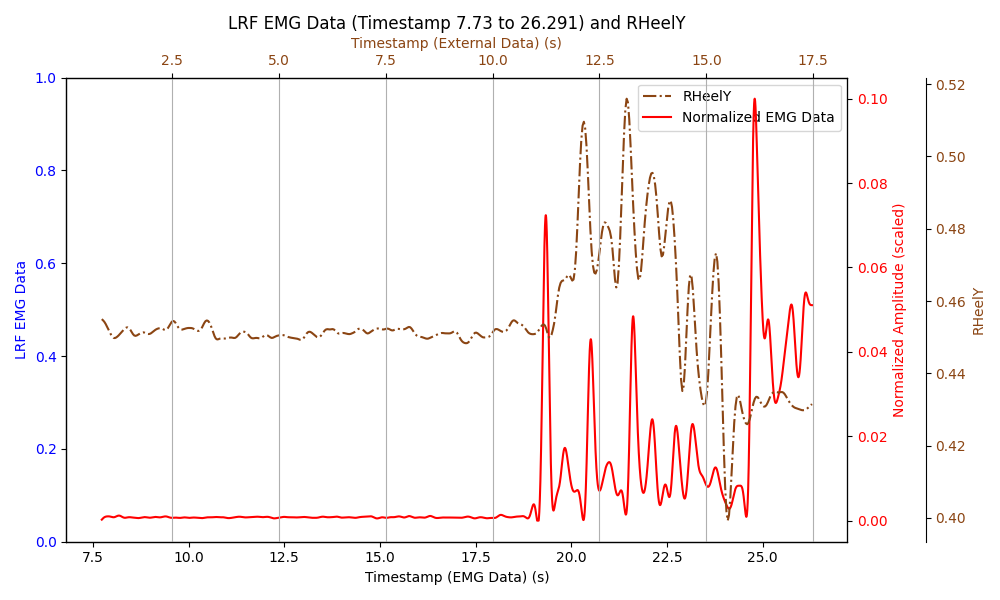 LRF EMG Data (Timestamp 7.73 to 26.291) and RHeelY
Timestamp (External Data) (s)
2.5 5.0 7.5 10.0 12.5 15.0 17.5
RHeelY
Normalized EMG Data
LRF EMG Data
1.0
0.8
0.6
0.4
0.2
0.0
Normalized Amplitude (scaled)
0.10
0.08
0.06
0.04
0.02
0.00
RHeelY
0.52
0.50
0.48
0.46
0.44
0.42
0.40
7.5 10.0 12.5 15.0 17.5 20.0 22.5 25.0
Timestamp (EMG Data) (s)